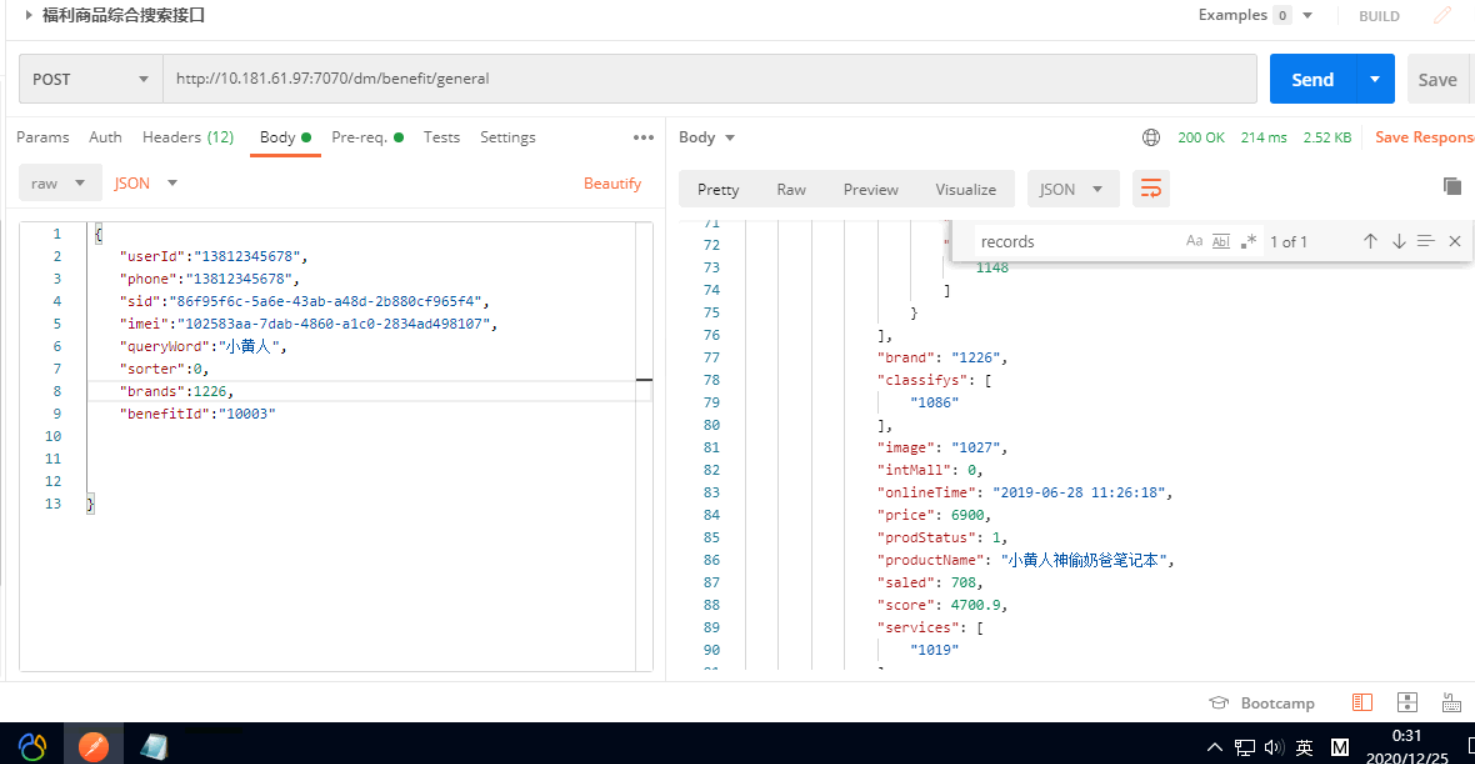 福利商品综合搜索接口 Examples 0 BUILD
POST http://10.181.61.97:7070/dm/benefit/general Send Save
Params Auth Headers (12) Body Pre-req. Tests Settings ••• Body 200 OK 214 ms 2.52 KB Save Respons
raw JSON Beautify Pretty Raw Preview Visualize JSON
records Aa Abl .* 1 of 1
1 {
2 "userId":"13812345678",
3 "phone":"13812345678",
4 "sid":"86f95f6c-5a6e-43ab-a48d-2b880cf965f4",
5 "imei":"102583aa-7dab-4860-a1c0-2834ad498107",
6 "queryWord":"小黄人",
7 "sorter":0,
8 "brands":1226,
9 "benefitId":"10003"
10
11
12
13 }
71
72 "
73 1148
74 ]
75 }
76 ],
77 "brand": "1226",
78 "classifys": [
79 "1086"
80 ],
81 "image": "1027",
82 "intMall": 0,
83 "onlineTime": "2019-06-28 11:26:18",
84 "price": 6900,
85 "prodStatus": 1,
86 "productName": "小黄人神偷奶爸笔记本",
87 "saled": 708,
88 "score": 4700.9,
89 "services": [
90 "1019"
Bootcamp
英 M 0:31
2020/12/25